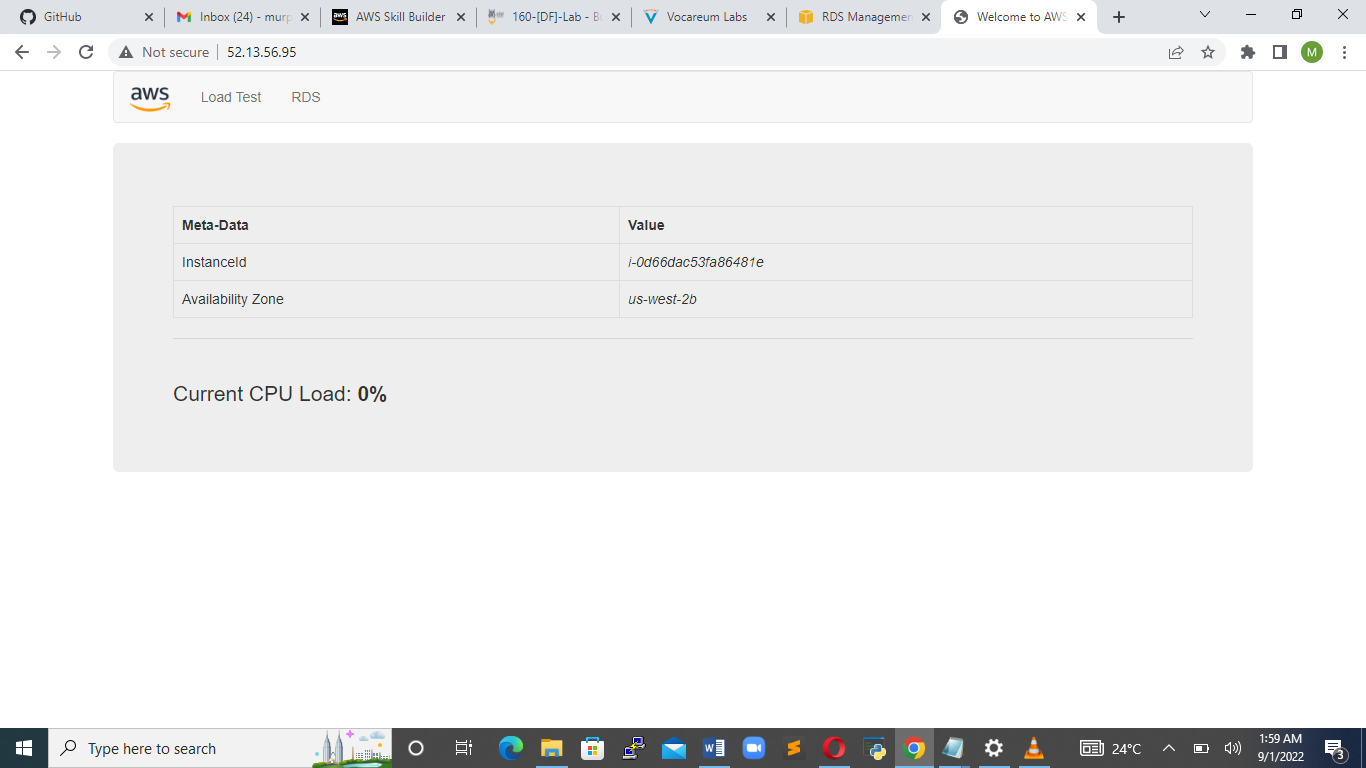 GitHub
Inbox (24) - murp
AWS Skill Builder
160-[DF]-Lab - Bu
Vocareum Labs
RDS Managemen
Welcome to AWS
Not secure
52.13.56.95
M
aws
Load Test
RDS
Meta-Data
Value
InstanceId
i-0d66dac53fa86481e
Availability Zone
us-west-2b
Current CPU Load: 0%
Type here to search
24°C
1:59 AM
9/1/2022
3